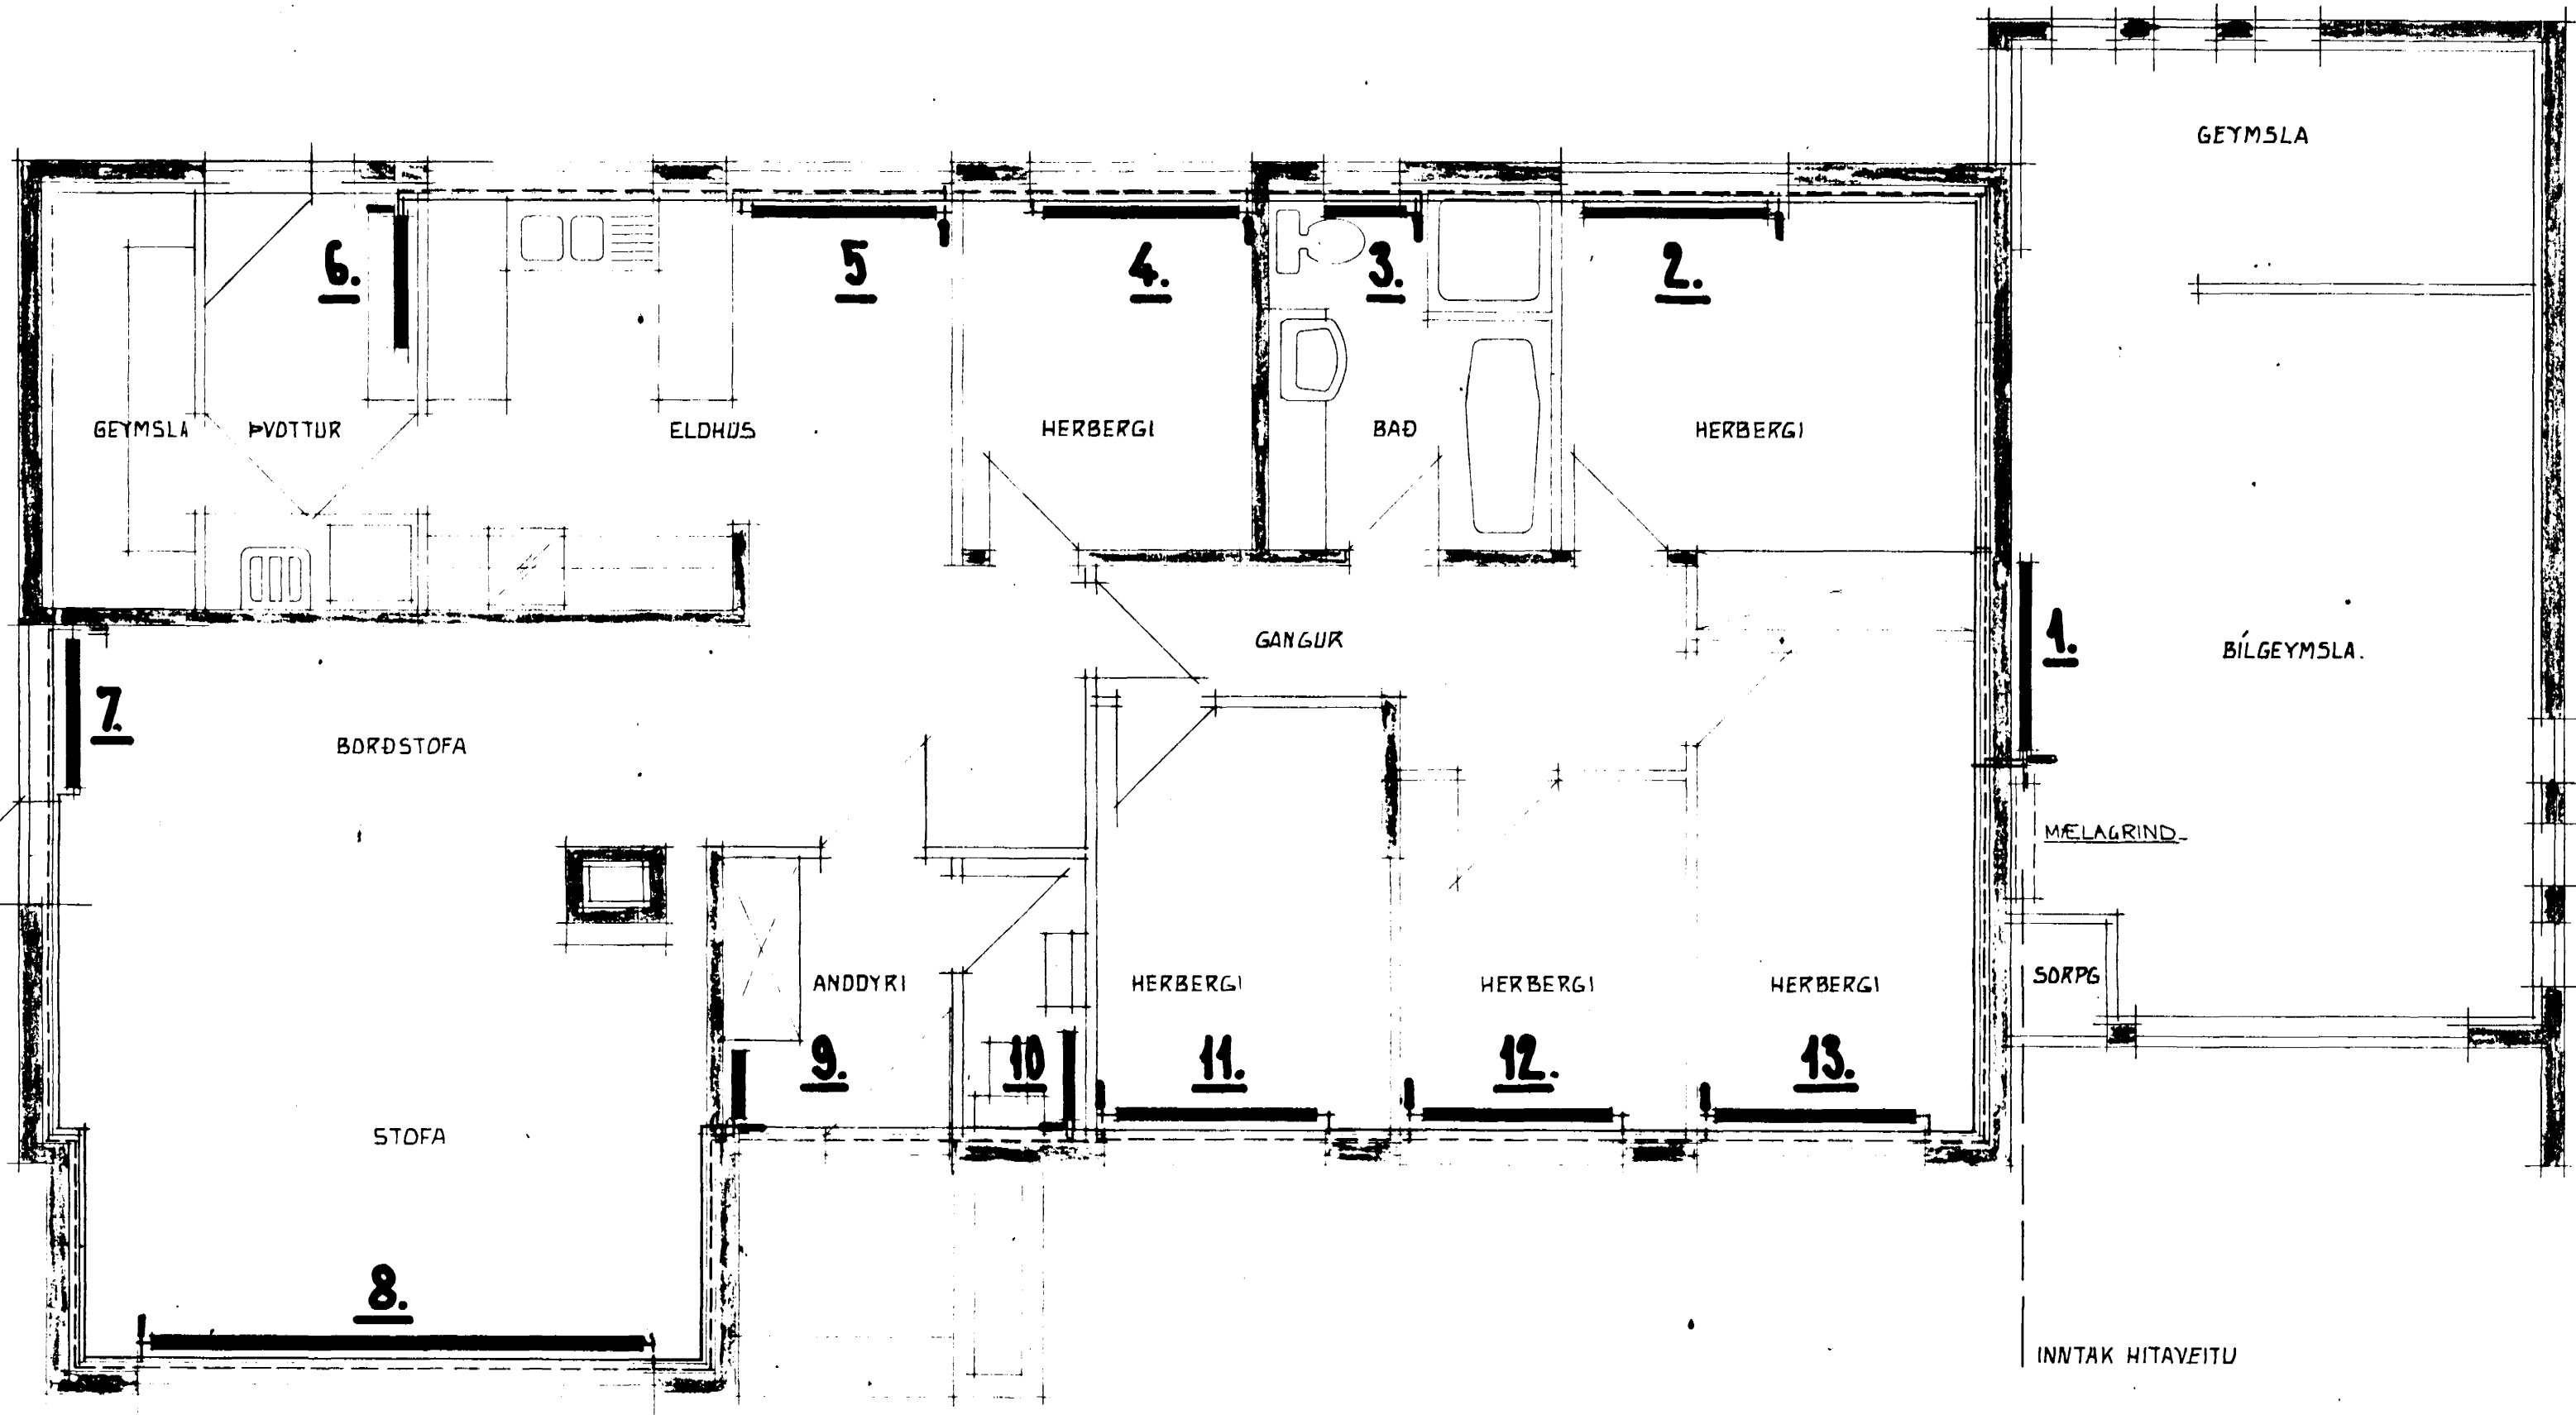 GEYMSLA
6.
5
4.
3.
2.
GEYMSLA
ÞVOTTUR
ELDHÚS
HERBERGI
BAÐ
HERBERGI
GANGUR
1.
BÍLGEYMSLA.
7.
BORÐSTOFA
MÆLAGRIND
ANDDYRI
HERBERGI
HERBERGI
HERBERGI
SORPG
9.
10
11.
12.
13.
STOFA
8.
INNTAK HITAVEITU